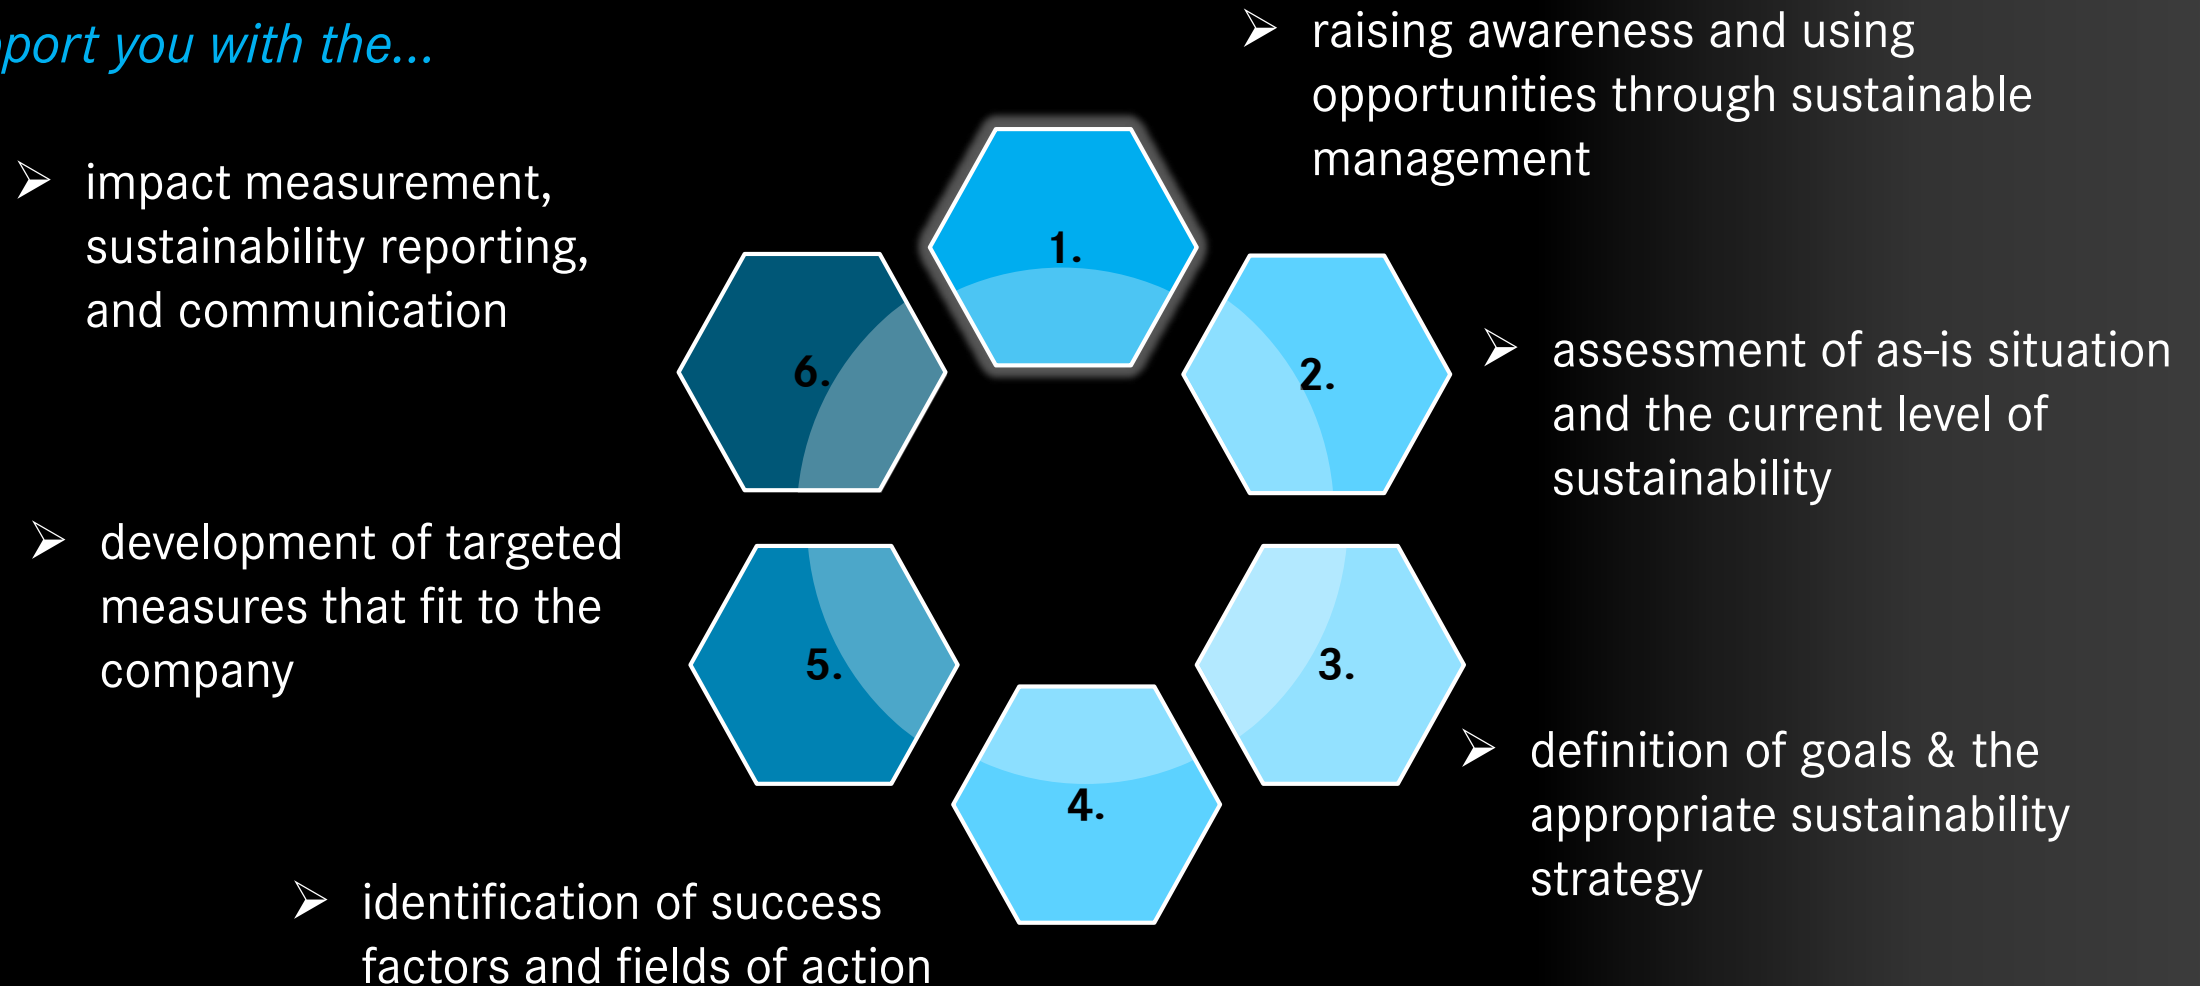 port you with the...
raising awareness and using
opportunities through sustainable
management
impact measurement,
sustainability reporting,
and communication
1.
6.
2.
assessment of as-is situation
and the current level of
sustainability
development of targeted
measures that fit to the
company
5.
3.
4.
definition of goals & the
appropriate sustainability
strategy
identification of success
factors and fields of action